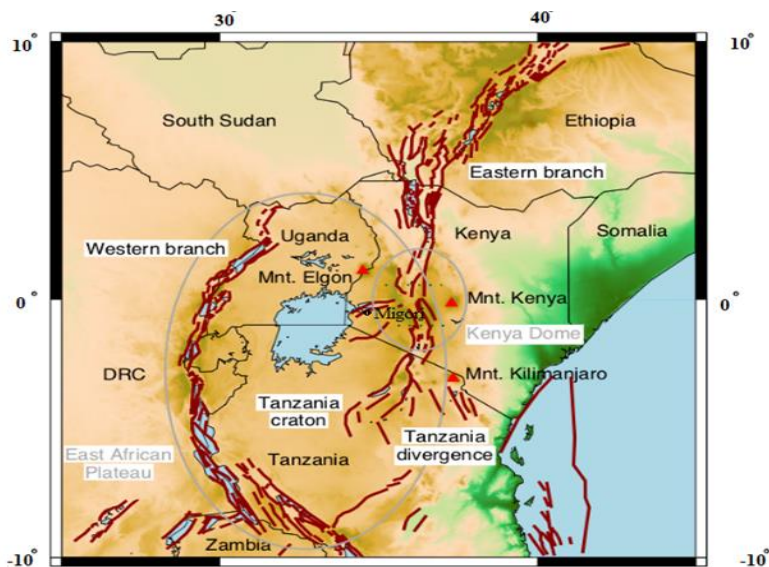 30°
40°
10°
10°
South Sudan
Ethiopia
Eastern branch
Uganda
Kenya
Somalia
Western branch
Mnt. Elgon
0°
0°
Mnt. Kenya
Migori
Kenya Dome
DRC
Mnt. Kilimanjaro
Tanzania
craton
Tanzania
divergence
East African
Plateau
Tanzania
Zambia
-10°
-10°